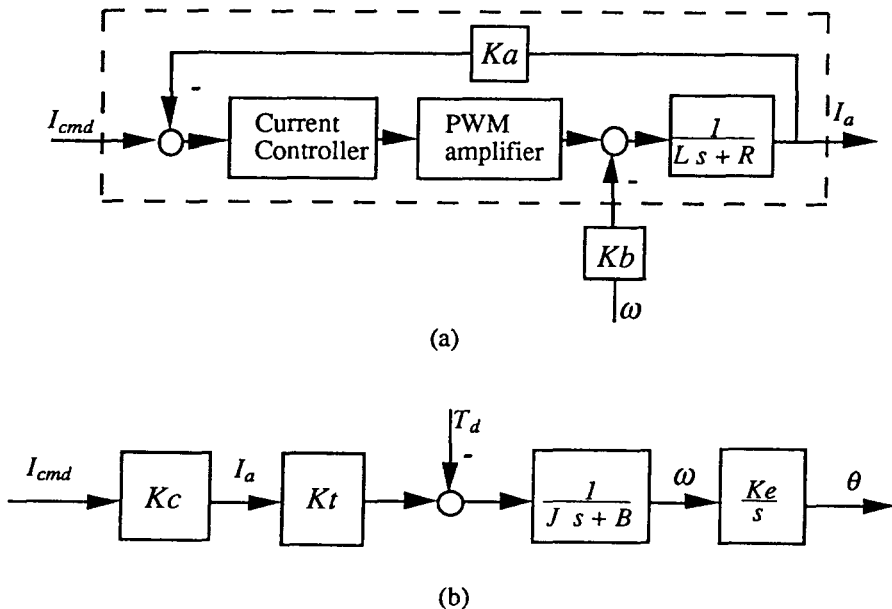 Ka
-
I_cmd
Current
Controller
PWM
amplifier
1
L s + R
I_a
-
Kb
ω
(a)
T_d
-
I_cmd
Kc
I_a
Kt
1
J s + B
ω
Ke
s
θ
(b)